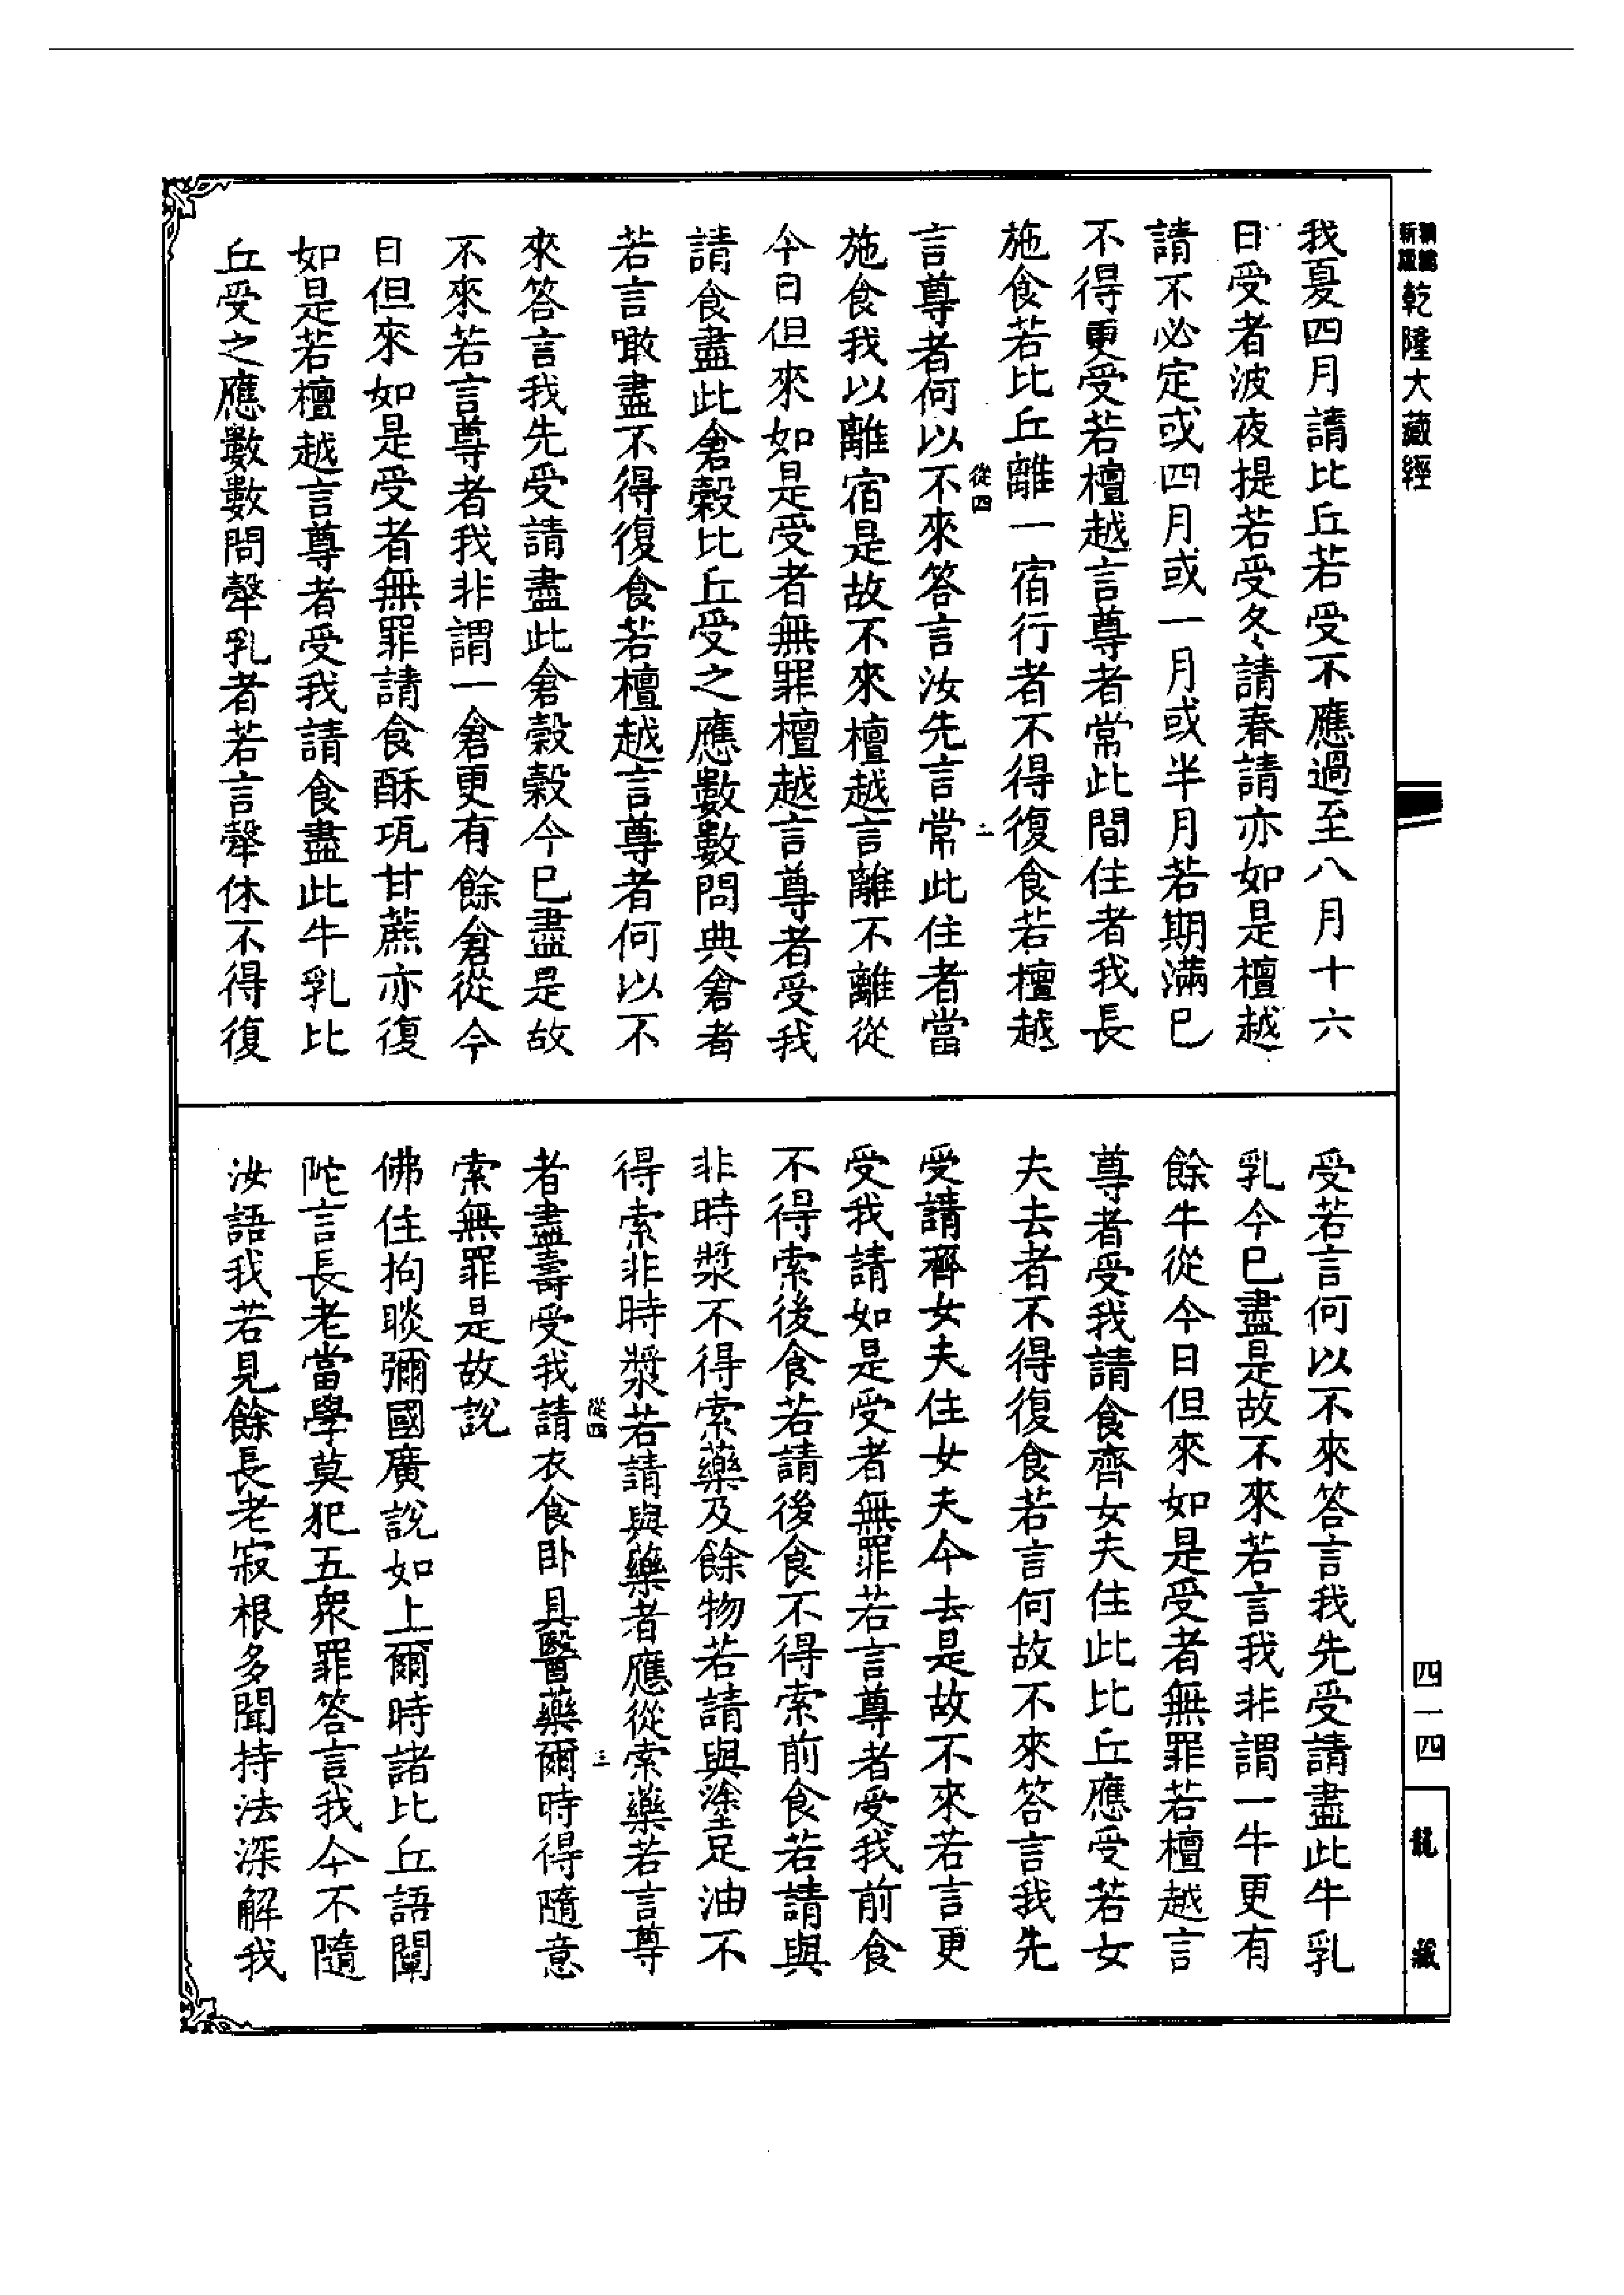 乾隆大藏經
我夏四月請比丘若受不應過至八月十六
日受者波夜提若受冬請春請亦如是檀越
請不必定或四月或一月或半月若期滿已
不得更受若檀越言尊者常此間住者我長
施食若比丘離一宿行者不得復食若檀越
從四
二
言尊者何以不來答言汝先言常此住者當
施食我以離宿是故不來檀越言離不離從
今日但來如是受者無罪檀越言尊者受我
請食盡此倉穀比丘受之應數數問典倉者
若言噉盡不得復食若檀越言尊者何以不
來答言我先受請盡此倉穀穀今已盡是故
不來若言尊者我非謂一倉更有餘倉從今
日但來如是受者無罪請食酥瓨甘蔗亦復
如是若檀越言尊者受我請食盡此牛乳比
丘受之應數數問犛乳者若言犛休不得復
受若言何以不來答言我先受請盡此牛乳
乳今已盡是故不來若言我非謂一牛更有
餘牛從今日但來如是受者無罪若檀越言
尊者受我請食齊女夫住此比丘應受若女
夫去者不得復食若言何故不來答言我先
受請齊女夫住女夫今去是故不來若言更
受我請如是受者無罪若言尊者受我前食
不得索後食若請後食不得索前食若請與
非時漿不得索藥及餘物若請與塗足油不
得索非時漿若請與藥者應從索藥若言尊
從四
三
者盡壽受我請衣食卧具醫藥爾時得隨意
索無罪是故說
佛住拘睒彌國廣說如上爾時諸比丘語闡
陀言長老當學莫犯五衆罪答言我今不隨
汝語我若見餘長老寂根多聞持法深解我
四一四
龍藏